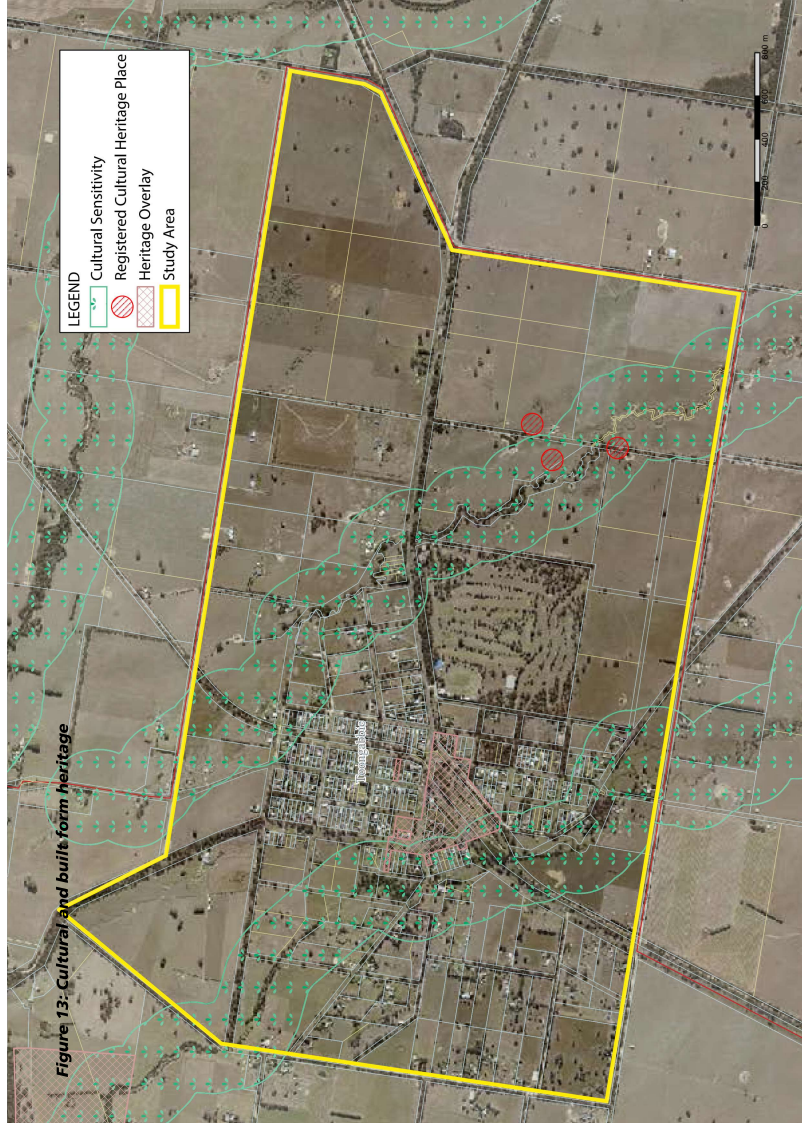 Figure 13: Cultural and built form heritage
LEGEND
Cultural Sensitivity
Registered Cultural Heritage Place
Heritage Overlay
Study Area
0 200 400 600 800 m